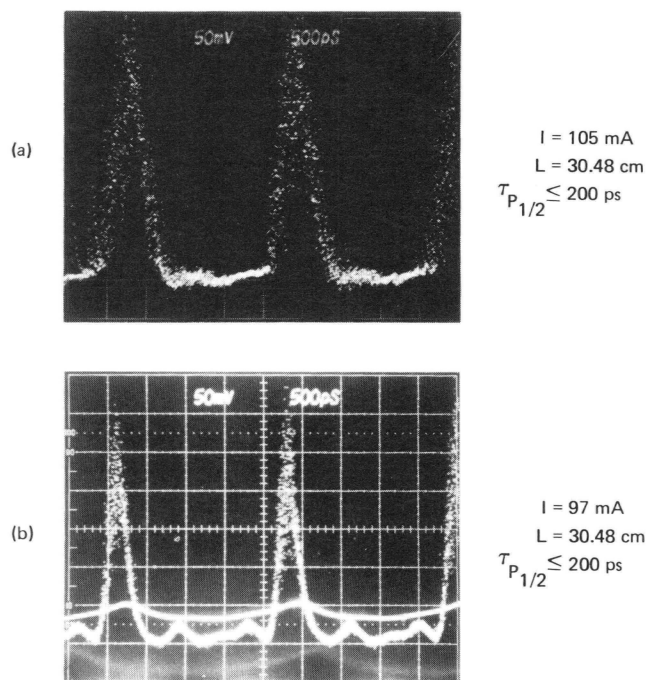 50mV 500pS
(a)
I = 105 mA
L = 30.48 cm
τP1/2 ≤ 200 ps
50mV 500pS
(b)
I = 97 mA
L = 30.48 cm
τP1/2 ≤ 200 ps